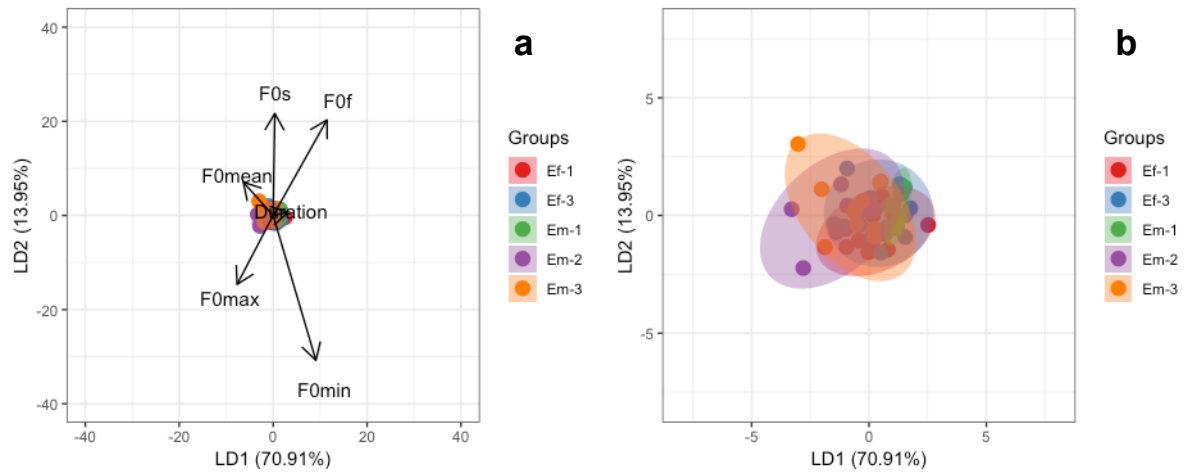 a
40
20
0
-20
-40
LD2 (13.95%)
F0s
F0f
F0mean
Duration
F0max
F0min
-40
-20
0
20
40
LD1 (70.91%)
Groups
Ef-1
Ef-3
Em-1
Em-2
Em-3
b
5
0
-5
LD2 (13.95%)
-5
0
5
LD1 (70.91%)
Groups
Ef-1
Ef-3
Em-1
Em-2
Em-3